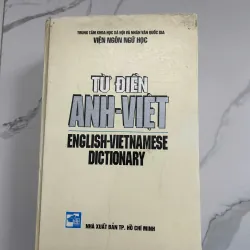 TRUNG TÂM KHOA HỌC XÃ HỘI VÀ NHÂN VĂN QUỐC GIA
VIỆN NGÔN NGỮ HỌC
TỪ ĐIỂN
ANH-VIỆT
ENGLISH-VIETNAMESE
DICTIONARY
NHÀ XUẤT BẢN TP. HỒ CHÍ MINH